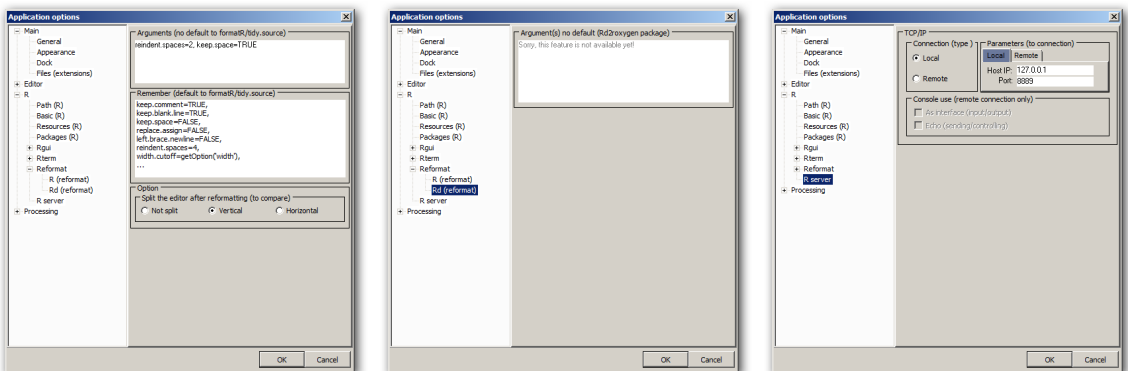 Application options
Main
General
Appearance
Dock
Files (extensions)
Editor
R
Path (R)
Basic (R)
Resources (R)
Packages (R)
Rgui
Rterm
Reformat
R (reformat)
Rd (reformat)
R server
Processing
Arguments (no default to formatR/tidy.source)
reindent.spaces=2, keep.space=TRUE
Remember (default to formatR/tidy.source)
keep.comment=TRUE,
keep.blank.line=TRUE,
keep.space=FALSE,
replace.assign=FALSE,
left.brace.newline=FALSE,
reindent.spaces=4,
width.cutoff=getOption('width'),
...
Option
Split the editor after reformatting (to compare)
Not split Vertical Horizontal
OK Cancel
Application options
Main
General
Appearance
Dock
Files (extensions)
Editor
R
Path (R)
Basic (R)
Resources (R)
Packages (R)
Rgui
Rterm
Reformat
R (reformat)
Rd (reformat)
R server
Processing
Argument(s) no default (Rd2roxygen package)
Sorry, this feature is not available yet!
OK Cancel
Application options
Main
General
Appearance
Dock
Files (extensions)
Editor
R
Path (R)
Basic (R)
Resources (R)
Packages (R)
Rgui
Rterm
Reformat
R server
Processing
TCP/IP
Connection (type )
Local
Remote
Parameters (to connection)
Local Remote
Host IP: 127.0.0.1
Port: 8889
Console use (remote connection only)
As interface (input/output)
Echo (sending/controlling)
OK Cancel